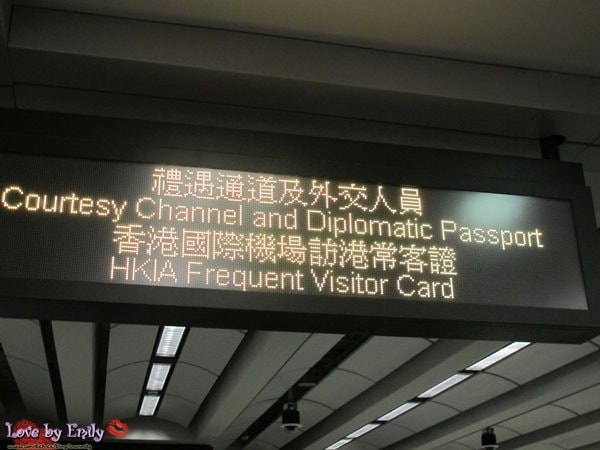 禮遇通道及外交人員
Courtesy Channel and Diplomatic Passport
香港國際機場訪港常客證
HKIA Frequent Visitor Card
Love by Emily